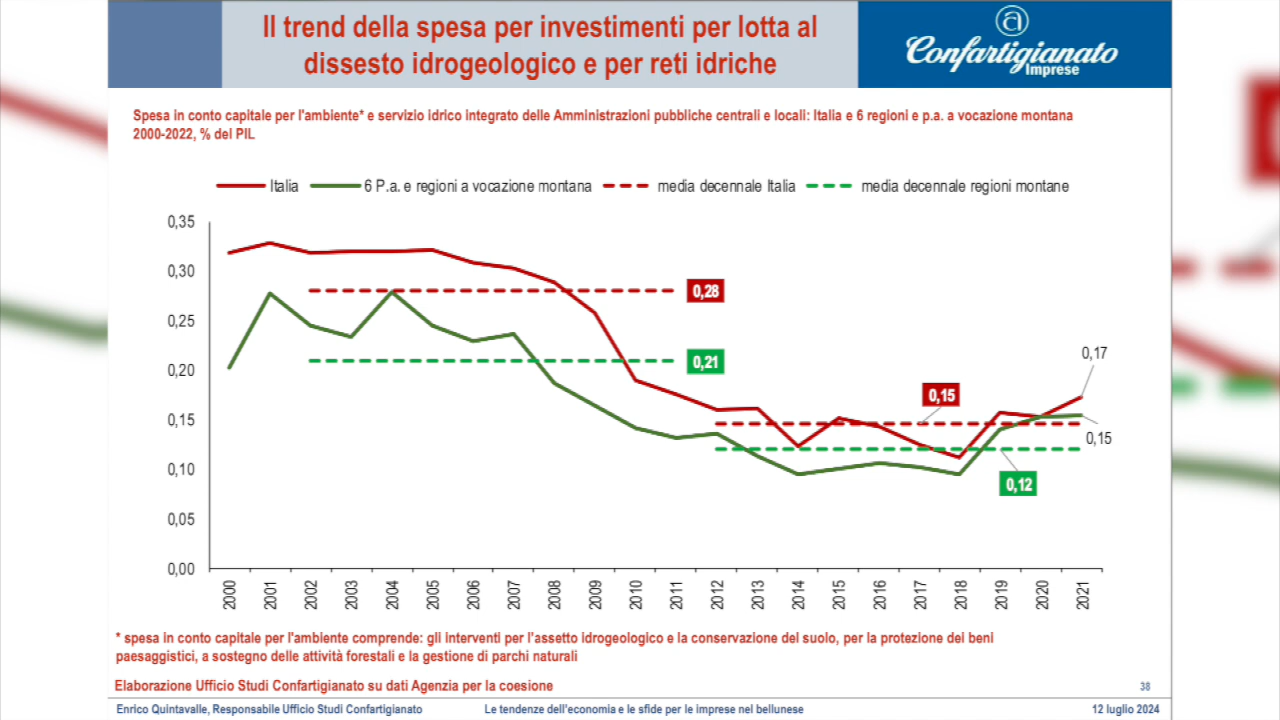 Il trend della spesa per investimenti per lotta al
dissesto idrogeologico e per reti idriche
a
Confartigianato
Imprese
Spesa in conto capitale per l'ambiente* e servizio idrico integrato delle Amministrazioni pubbliche centrali e locali: Italia e 6 regioni e p.a. a vocazione montana
2000-2022, % del PIL
Italia 6 P.a. e regioni a vocazione montana media decennale Italia media decennale regioni montane
0,35
0,30
0,25
0,20
0,15
0,10
0,05
0,00
0,28
0,21
0,15
0,12
0,17
0,15
2000 2001 2002 2003 2004 2005 2006 2007 2008 2009 2010 2011 2012 2013 2014 2015 2016 2017 2018 2019 2020 2021
* spesa in conto capitale per l'ambiente comprende: gli interventi per l'assetto idrogeologico e la conservazione del suolo, per la protezione dei beni
paesaggistici, a sostegno delle attività forestali e la gestione di parchi naturali
Elaborazione Ufficio Studi Confartigianato su dati Agenzia per la coesione
38
Enrico Quintavalle, Responsabile Ufficio Studi Confartigianato Le tendenze dell'economia e le sfide per le imprese nel bellunese 12 luglio 2024